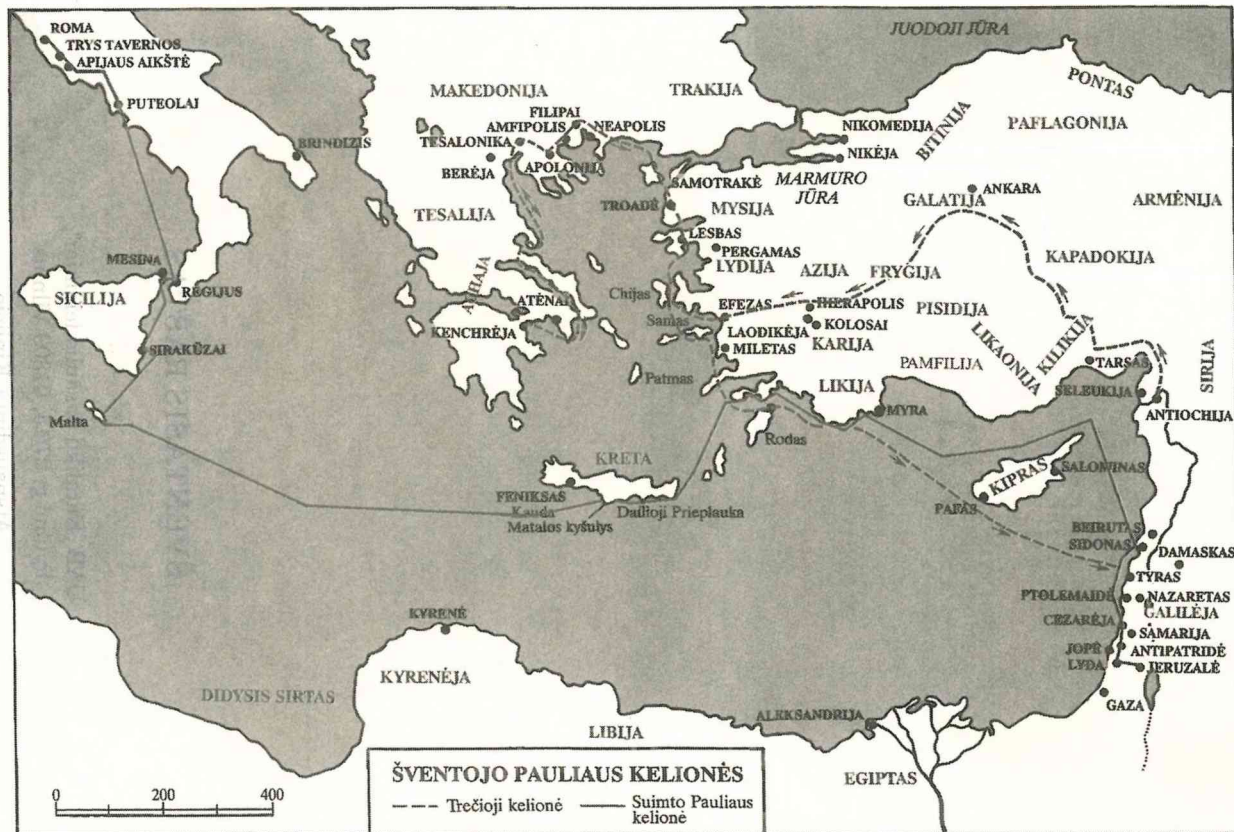 ROMA
TRYS TAVERNOS
APIJAUS AIKŠTĖ
PUTEOLAI
BRINDIZIS
MESINA
REGIJUS
SICILIJA
SIRAKŪZAI
Malta
JUODOJI JŪRA
MAKEDONIJA
TRAKIJA
FILIPAI
AMFIPOLIS
NEAPOLIS
TESALONIKA
APOLONIJA
BERĖJA
TESALIJA
ACHAJA
ATĖNAI
KENCHRĖJA
SAMOTRAKĖ
TROADĖ
MYSIJA
MARMURO
JŪRA
NIKOMEDIJA
NIKĖJA
BITINIJA
PONTAS
PAFLAGONIJA
GALATIJA
ANKARA
ARMĖNIJA
KAPADOKIJA
LESBAS
PERGAMAS
LYDIJA
AZIJA
FRYGIJA
PISIDIJA
Chijas
Samas
EFEZAS
HIERAPOLIS
LAODIKĖJA
KOLOSAI
MILETAS
KARIJA
LIKAONIJA
KILIKIJA
PAMFILIJA
LIKIJA
Patmas
MYRA
Rodas
TARSAS
SELEUKIJA
ANTIOCHIJA
SIRIJA
KIPRAS
SALOMINAS
PAFAS
KRETA
FENIKSAS
Kauda
Matalos kyšulys
Dailioji Prieplauka
BEIRUTAS
SIDONAS
DAMASKAS
TYRAS
PTOLEMAIDĖ
NAZARETAS
GALILĖJA
CEZARĖJA
SAMARIJA
JOPĖ
ANTIPATRIDĖ
LYDA
JERUZALĖ
GAZA
KYRENĖ
KYRENĖJA
DIDYSIS SIRTAS
LIBIJA
ALEKSANDRIJA
EGIPTAS
ŠVENTOJO PAULIAUS KELIONĖS
Trečioji kelionė
Suimto Pauliaus
kelionė
0 200 400